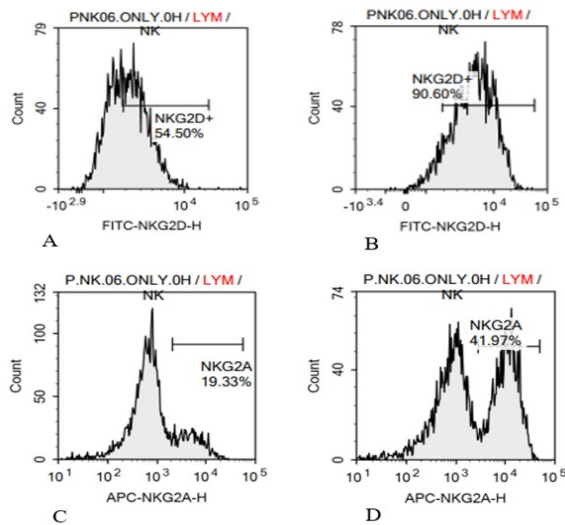 PNK06.ONLY.0H / LYM /
NK
79
40
0
Count
NKG2D+
54.50%
-10^2.9 10^4 10^5
FITC-NKG2D-H
A
PNK06.ONLY.0H / LYM /
NK
79
40
0
Count
NKG2D+
90.60%
-10^3.4 0 10^4 10^5
FITC-NKG2D-H
B
P.NK.06.ONLY.0H / LYM /
NK
132
100
50
0
Count
NKG2A
19.33%
10^1 10^2 10^3 10^4 10^5
APC-NKG2A-H
C
P.NK.06.ONLY.0H / LYM /
NK
74
40
0
Count
NKG2A
41.97%
10^1 10^2 10^3 10^4 10^5
APC-NKG2A-H
D